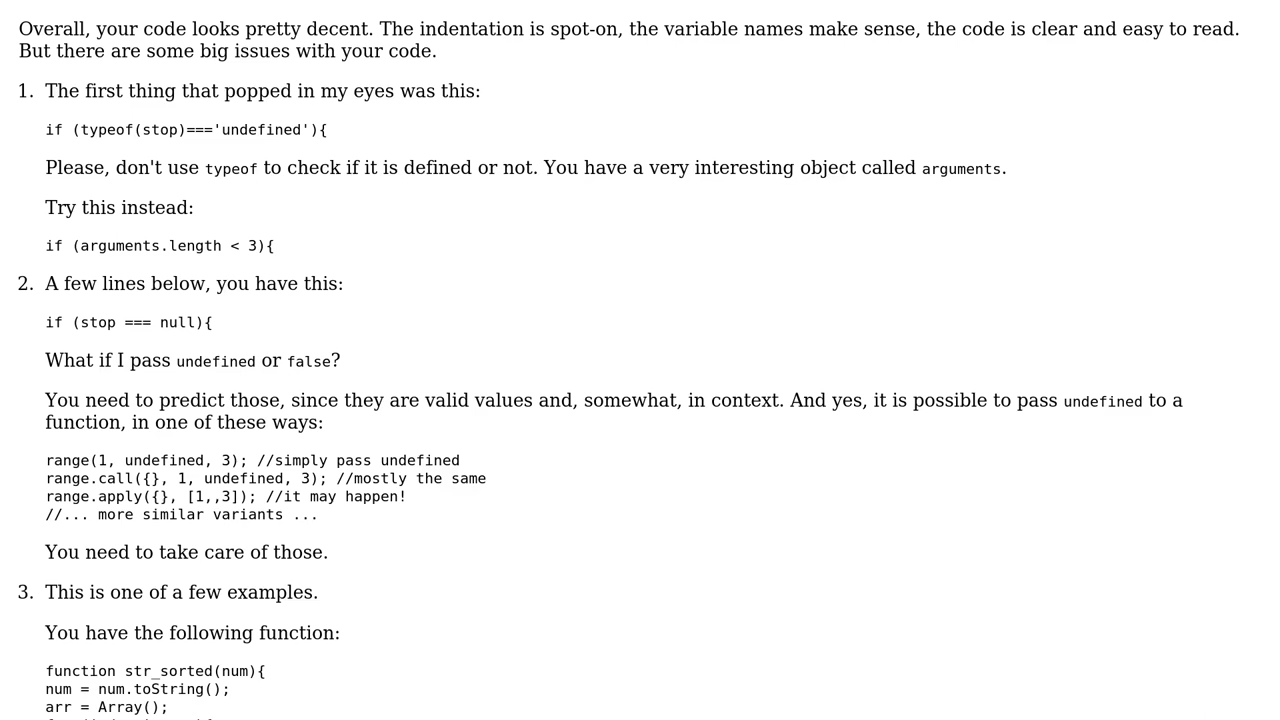 Overall, your code looks pretty decent. The indentation is spot-on, the variable names make sense, the code is clear and easy to read.
But there are some big issues with your code.
1. The first thing that popped in my eyes was this:
if (typeof(stop)==='undefined'){
Please, don't use typeof to check if it is defined or not. You have a very interesting object called arguments.
Try this instead:
if (arguments.length < 3){
2. A few lines below, you have this:
if (stop === null){
What if I pass undefined or false?
You need to predict those, since they are valid values and, somewhat, in context. And yes, it is possible to pass undefined to a
function, in one of these ways:
range(1, undefined, 3); //simply pass undefined
range.call({}, 1, undefined, 3); //mostly the same
range.apply({}, [1,,3]); //it may happen!
//... more similar variants ...
You need to take care of those.
3. This is one of a few examples.
You have the following function:
function str_sorted(num){
num = num.toString();
arr = Array();